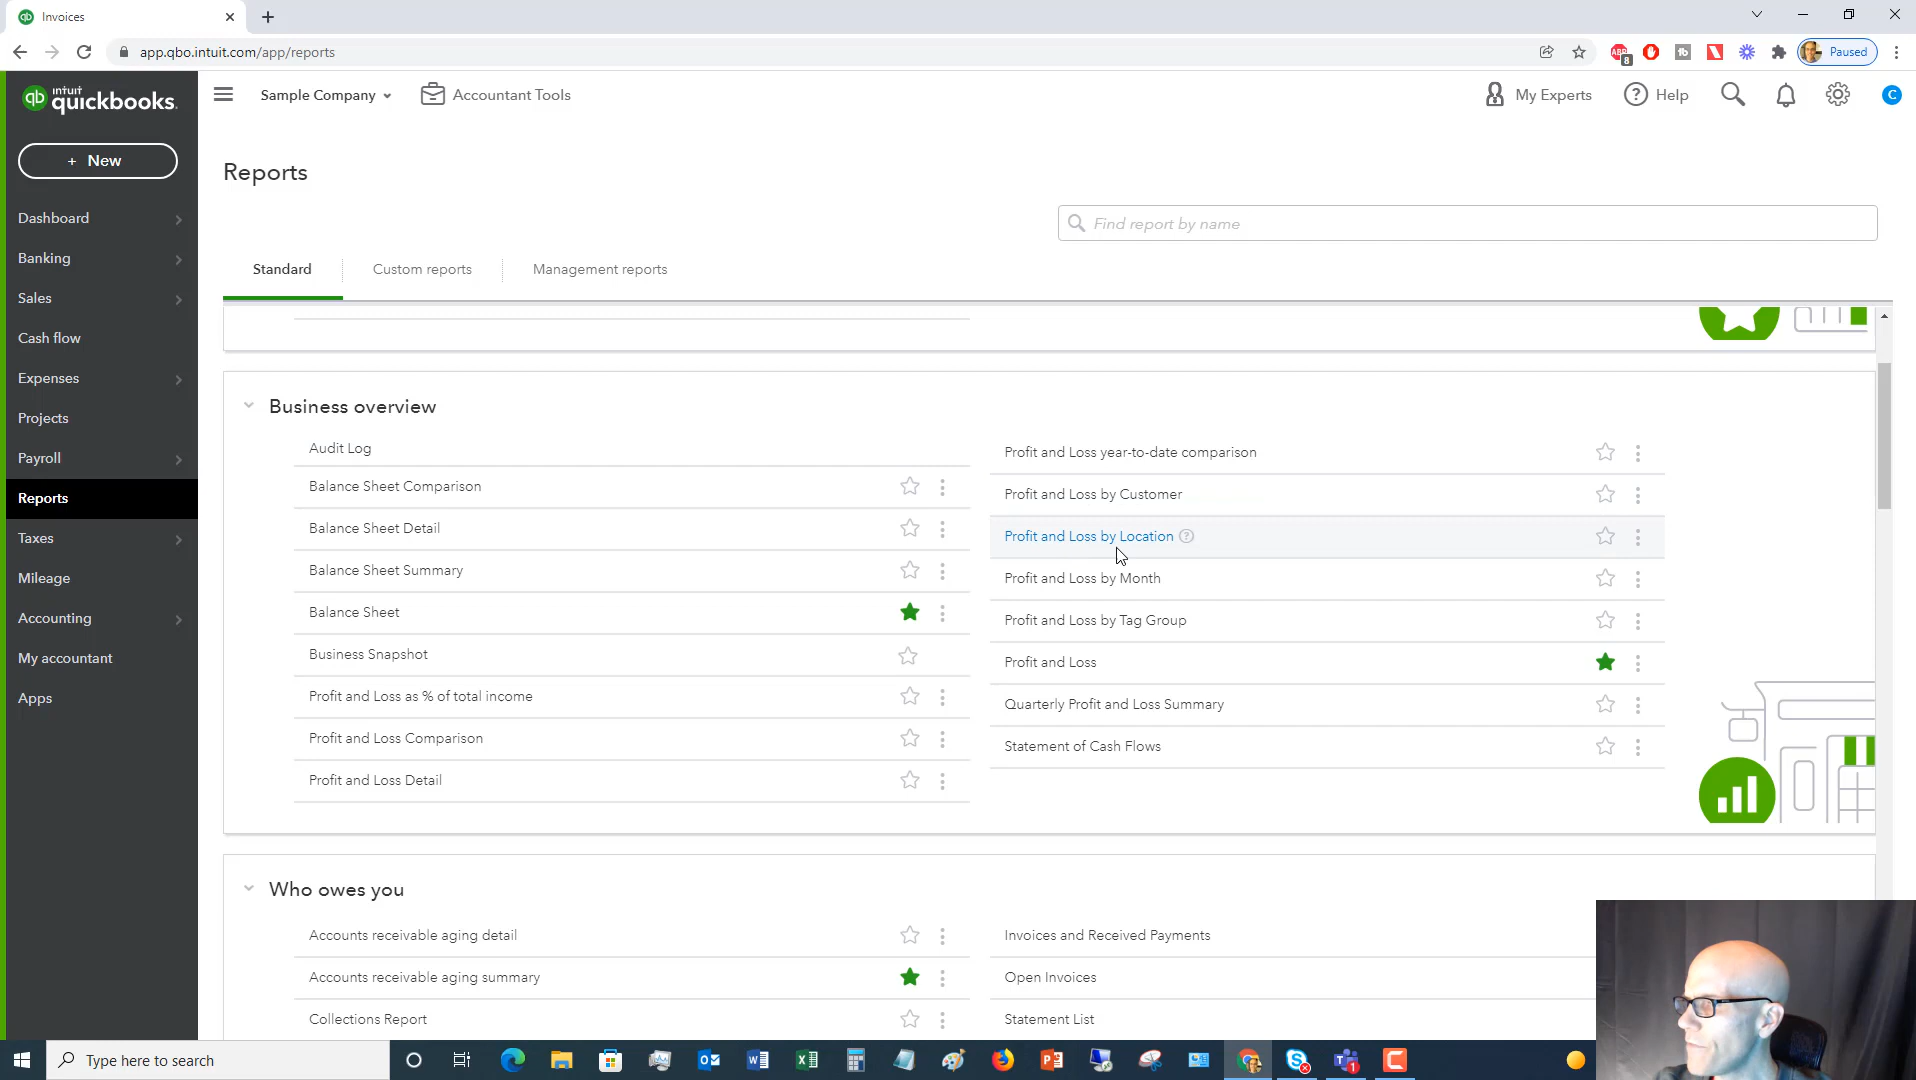 Invoices
app.qbo.intuit.com/app/reports
8
Paused
qb intuit quickbooks.
Sample Company
Accountant Tools
My Experts
Help
C
+ New
Reports
Dashboard
Banking
Sales
Cash flow
Expenses
Projects
Payroll
Reports
Taxes
Mileage
Accounting
My accountant
Apps
Find report by name
Standard
Custom reports
Management reports
Business overview
Audit Log
Balance Sheet Comparison
Balance Sheet Detail
Balance Sheet Summary
Balance Sheet
Business Snapshot
Profit and Loss as % of total income
Profit and Loss Comparison
Profit and Loss Detail
Profit and Loss year-to-date comparison
Profit and Loss by Customer
Profit and Loss by Location
Profit and Loss by Month
Profit and Loss by Tag Group
Profit and Loss
Quarterly Profit and Loss Summary
Statement of Cash Flows
Who owes you
Accounts receivable aging detail
Accounts receivable aging summary
Collections Report
Invoices and Received Payments
Open Invoices
Statement List
Type here to search